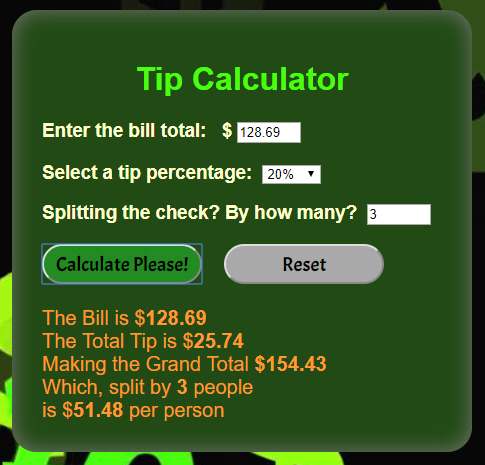 Tip Calculator
Enter the bill total: $ 128.69
Select a tip percentage: 20%
Splitting the check? By how many? 3
Calculate Please! Reset
The Bill is $128.69
The Total Tip is $25.74
Making the Grand Total $154.43
Which, split by 3 people
is $51.48 per person